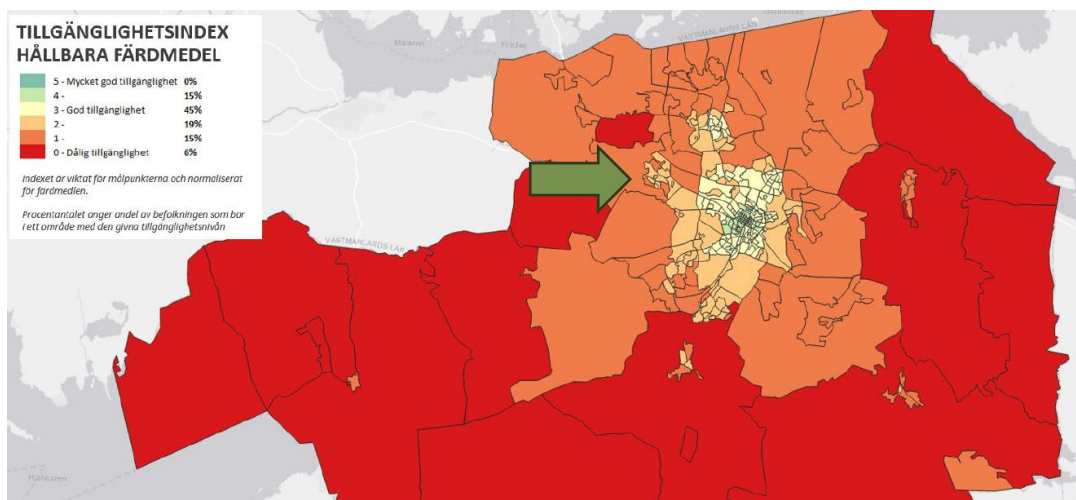 TILLGÄNGLIGHETSINDEX
HÅLLBARA FÄRDMEDEL
5 - Mycket god tillgänglighet 0%
4 - 15%
3 - God tillgänglighet 45%
2 - 19%
1 - 15%
0 - Dålig tillgänglighet 6%
Indexet är viktat för målpunkterna och normaliserat
för färdmedlen.
Procentantalet anger andel av befolkningen som bor
i ett område med den givna tillgänglighetsnivån
Mälaren
VÄSTMANLANDS LÄN
VÄSTMANLANDS LÄN
Hjälmaren